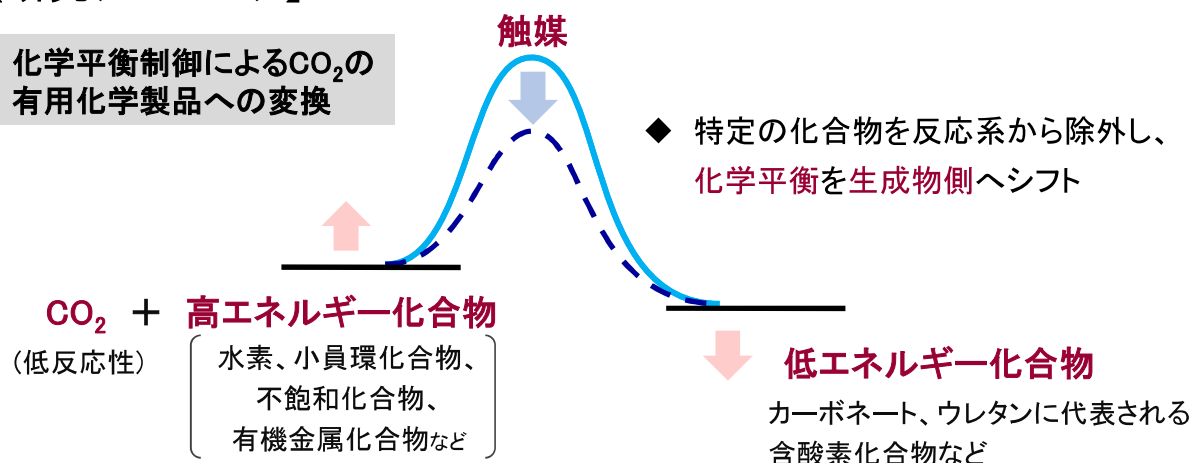 触媒
化学平衡制御によるCO₂の
有用化学製品への変換
◆ 特定の化合物を反応系から除外し、
化学平衡を生成物側へシフト
CO₂ + 高エネルギー化合物
(低反応性)
水素、小員環化合物、
不飽和化合物、
有機金属化合物など
低エネルギー化合物
カーボネート、ウレタンに代表される
含酸素化合物など